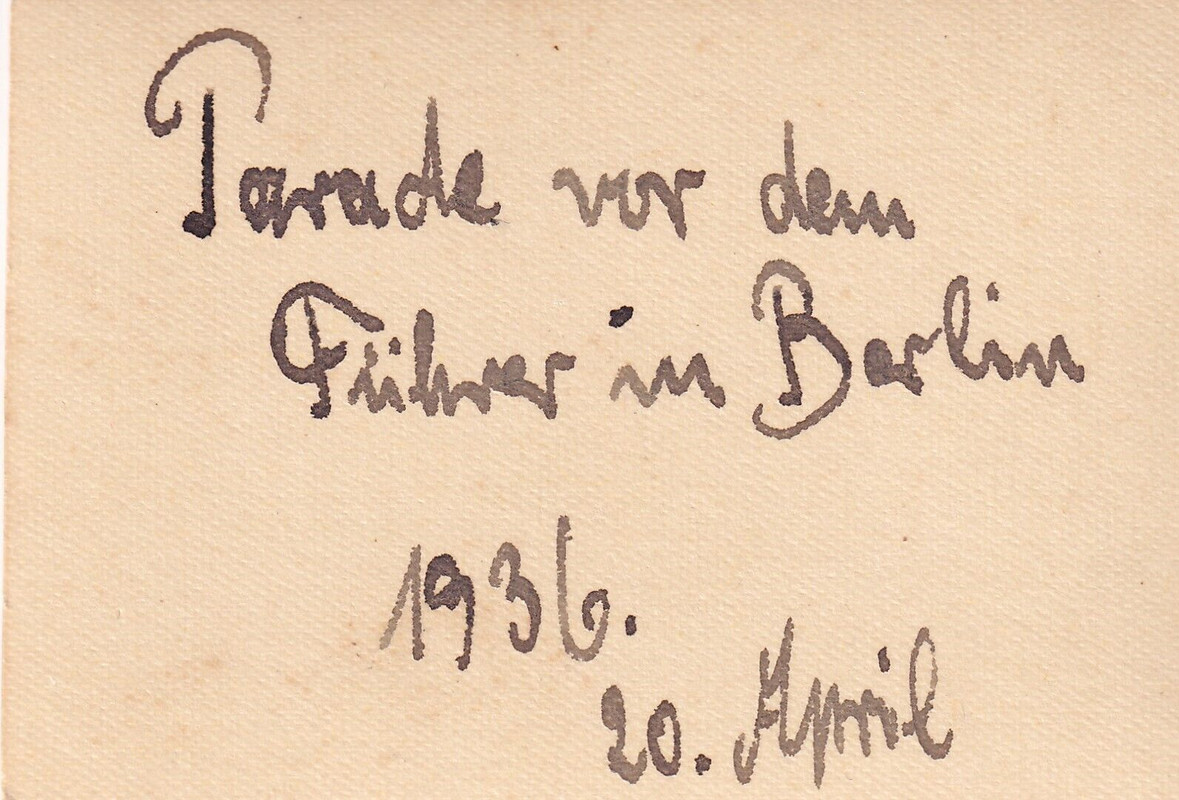 Parade vor dem
Führer in Berlin
1936.
20. April